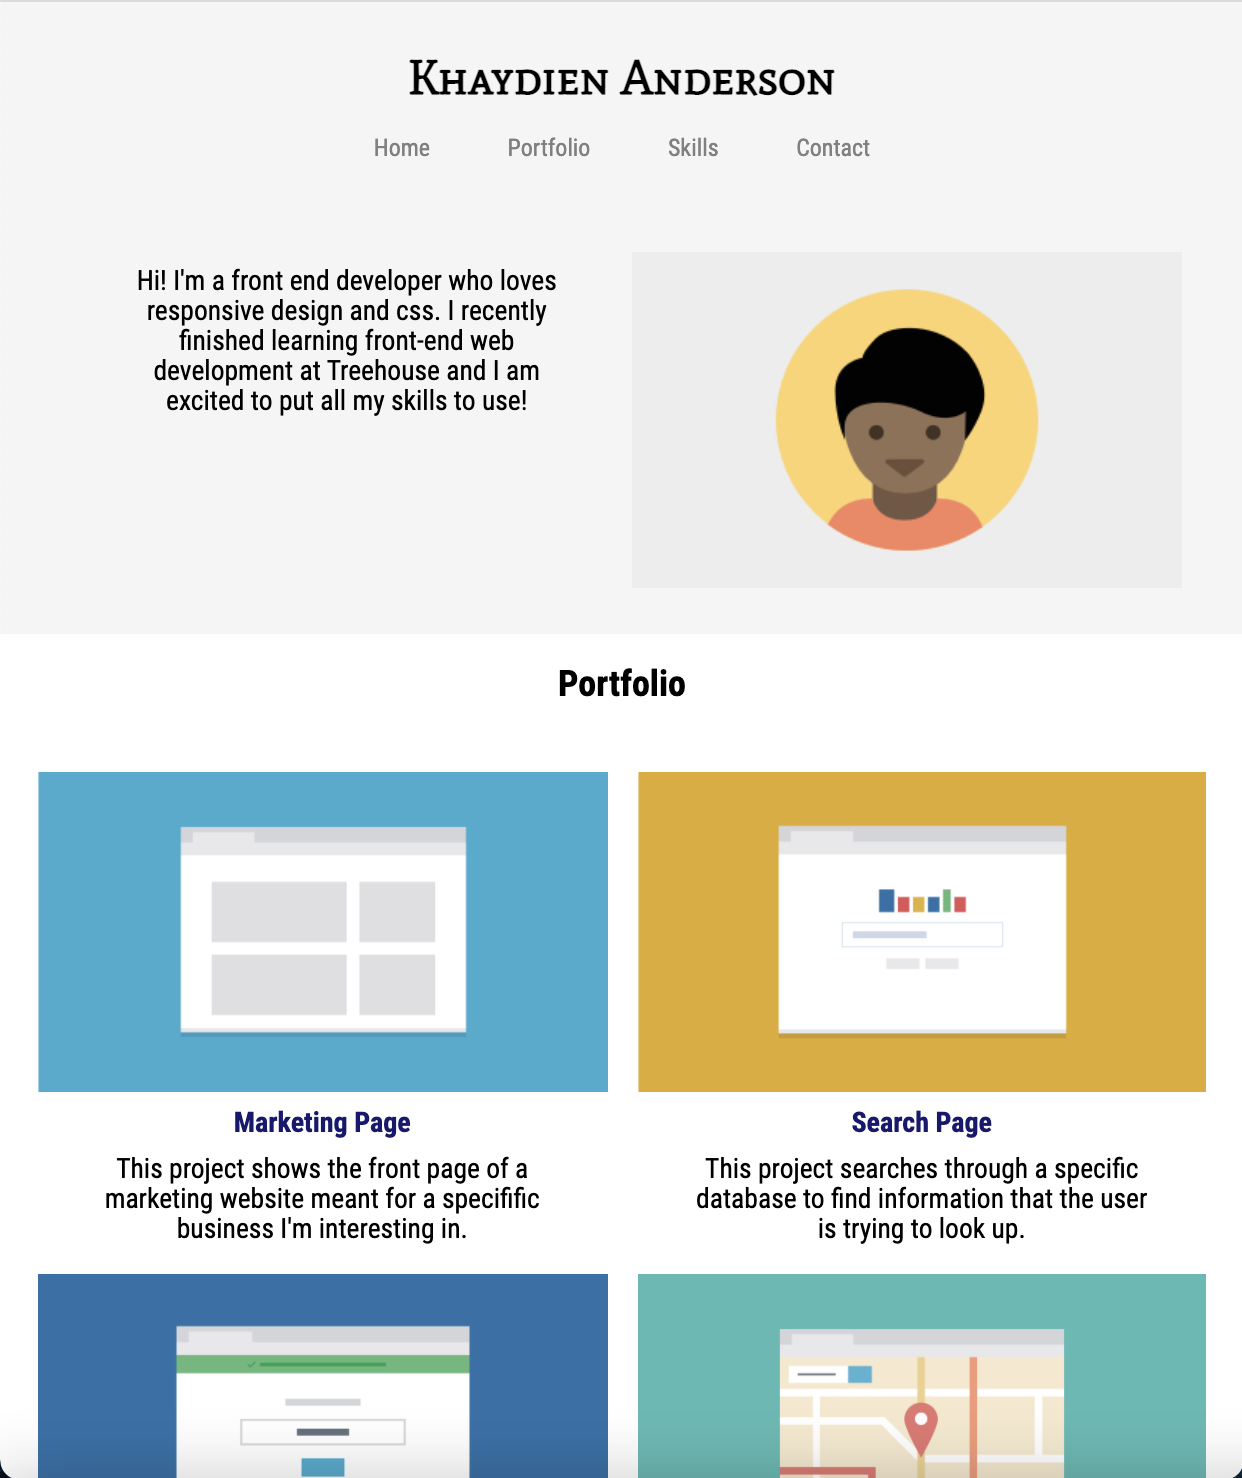 Khaydien Anderson
Home Portfolio Skills Contact
Hi! I'm a front end developer who loves
responsive design and css. I recently
finished learning front-end web
development at Treehouse and I am
excited to put all my skills to use!
Portfolio
Marketing Page
This project shows the front page of a
marketing website meant for a specifific
business I'm interesting in.
Search Page
This project searches through a specific
database to find information that the user
is trying to look up.